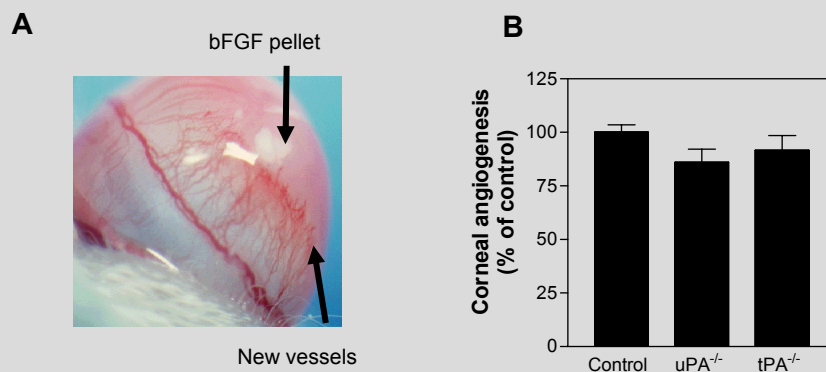 A
bFGF pellet
New vessels
B
Corneal angiogenesis
(% of control)
125
100
75
50
25
0
Control uPA-/- tPA-/-